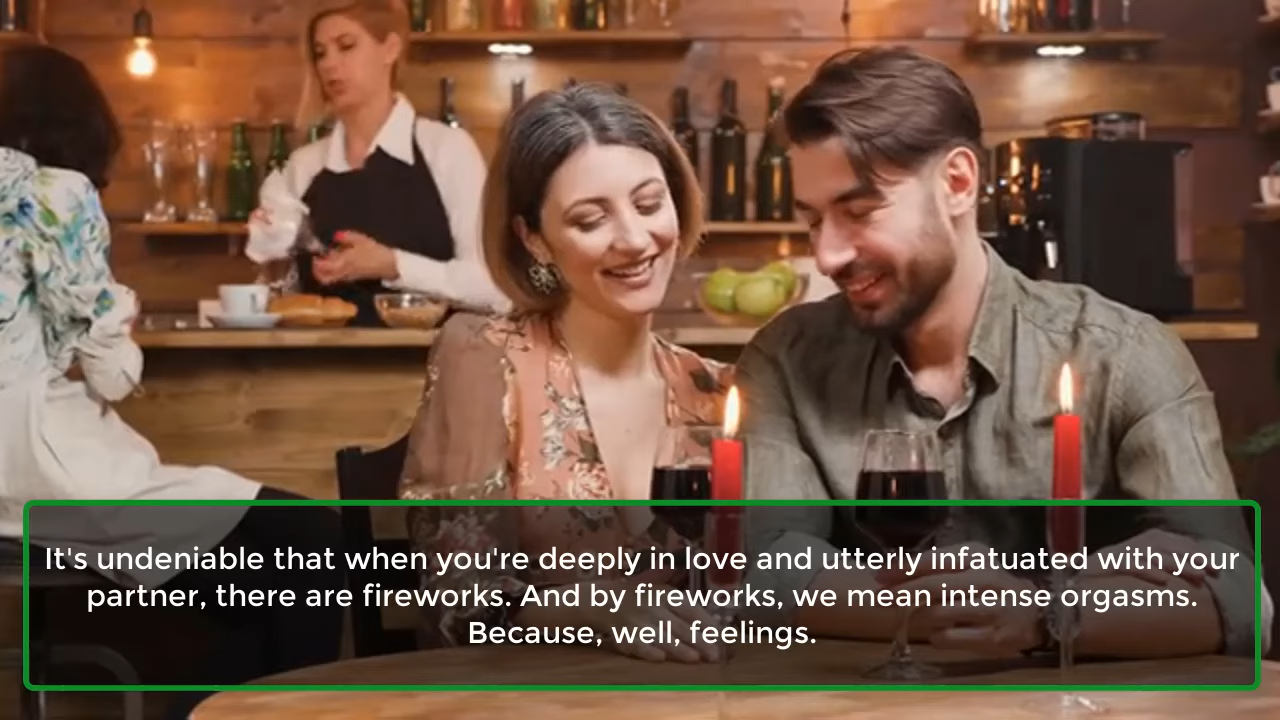 It's undeniable that when you're deeply in love and utterly infatuated with your
partner, there are fireworks. And by fireworks, we mean intense orgasms.
Because, well, feelings.